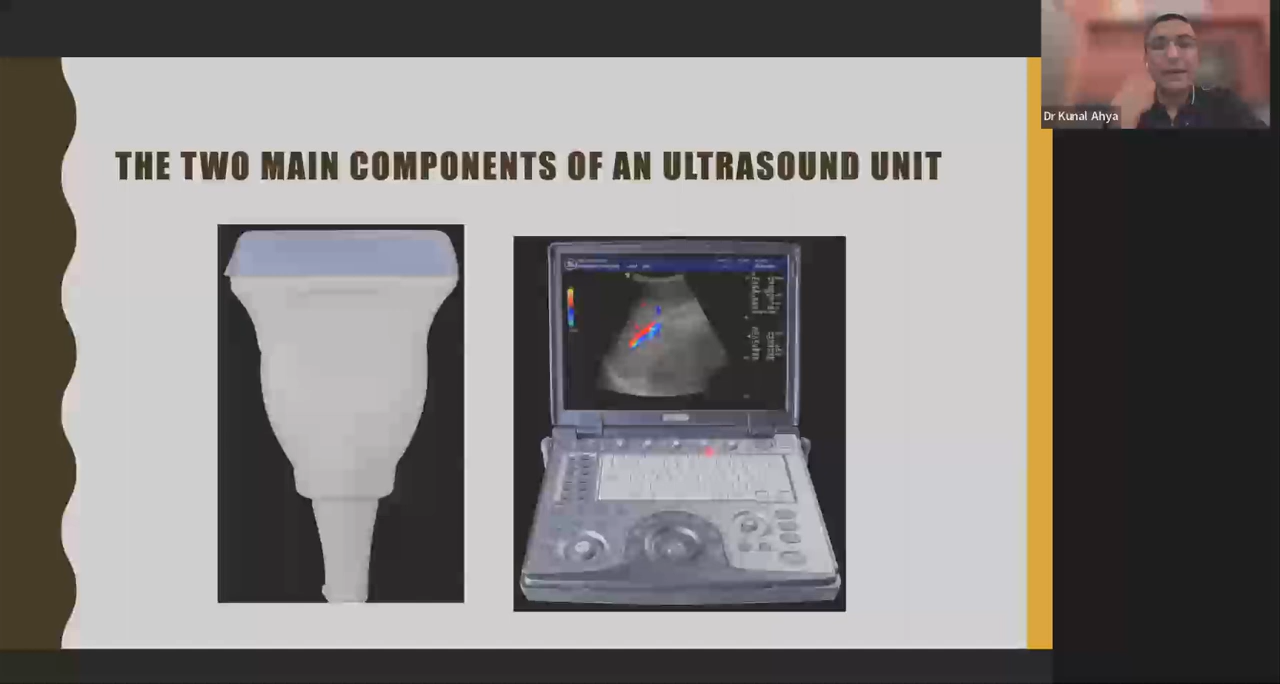 THE TWO MAIN COMPONENTS OF AN ULTRASOUND UNIT
Dr Kunal Ahya